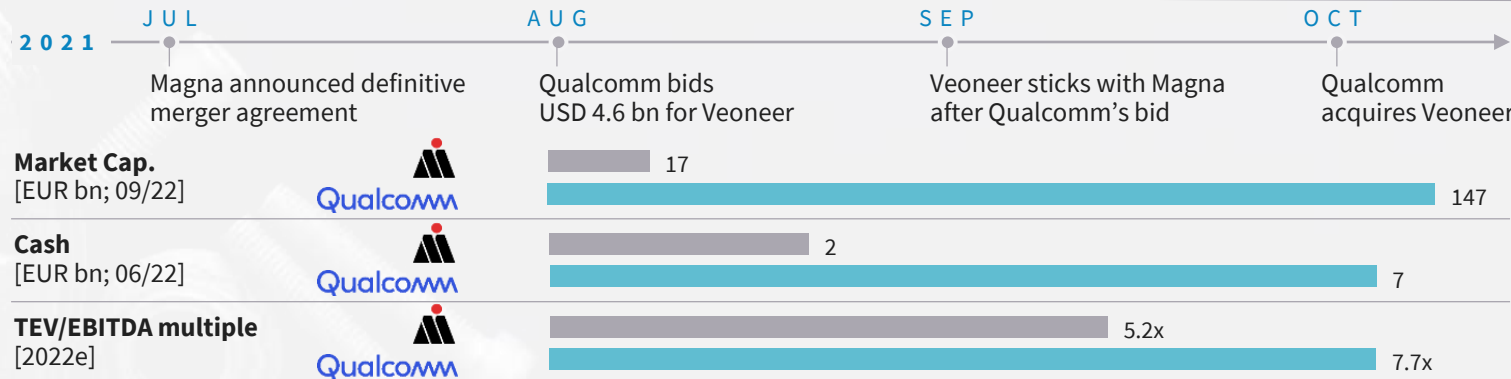 JUL AUG SEP OCT
2021
Magna announced definitive
merger agreement
Qualcomm bids
USD 4.6 bn for Veoneer
Veoneer sticks with Magna
after Qualcomm’s bid
Qualcomm
acquires Veoneer
Market Cap.
[EUR bn; 09/22]
17
Qualcomm
147
Cash
[EUR bn; 06/22]
2
Qualcomm
7
TEV/EBITDA multiple
[2022e]
5.2x
Qualcomm
7.7x